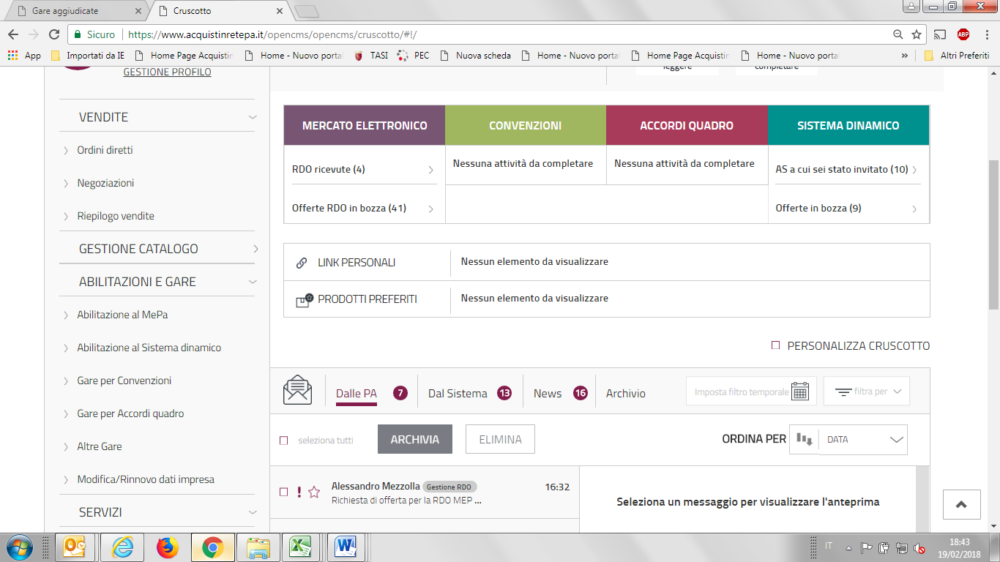 Gare aggiudicate
Cruscotto
Sicuro
https://www.acquistinretepa.it/opencms/opencms/cruscotto/#!/
ABP
App
Importati da IE
Home Page Acquistin
Home - Nuovo porta
TASI
PEC
Nuova scheda
Home - Nuovo porta
Home Page Acquistin
Home - Nuovo porta
»
Altri Preferiti
GESTIONE PROFILO
leggere
completare
VENDITE
Ordini diretti
Negoziazioni
Riepilogo vendite
GESTIONE CATALOGO
ABILITAZIONI E GARE
Abilitazione al MePa
Abilitazione al Sistema dinamico
Gare per Convenzioni
Gare per Accordi quadro
Altre Gare
Modifica/Rinnovo dati impresa
SERVIZI
MERCATO ELETTRONICO
CONVENZIONI
ACCORDI QUADRO
SISTEMA DINAMICO
RDO ricevute (4)
Nessuna attività da completare
Nessuna attività da completare
AS a cui sei stato invitato (10)
Offerte RDO in bozza (41)
Offerte in bozza (9)
LINK PERSONALI
Nessun elemento da visualizzare
PRODOTTI PREFERITI
Nessun elemento da visualizzare
PERSONALIZZA CRUSCOTTO
Dalle PA 7
Dal Sistema 13
News 16
Archivio
Imposta filtro temporale
filtra per
seleziona tutti
ARCHIVIA
ELIMINA
ORDINA PER
DATA
Alessandro Mezzolla Gestione RDO 16:32
Richiesta di offerta per la RDO MEP ...
Seleziona un messaggio per visualizzare l'anteprima
IT
18:43
19/02/2018